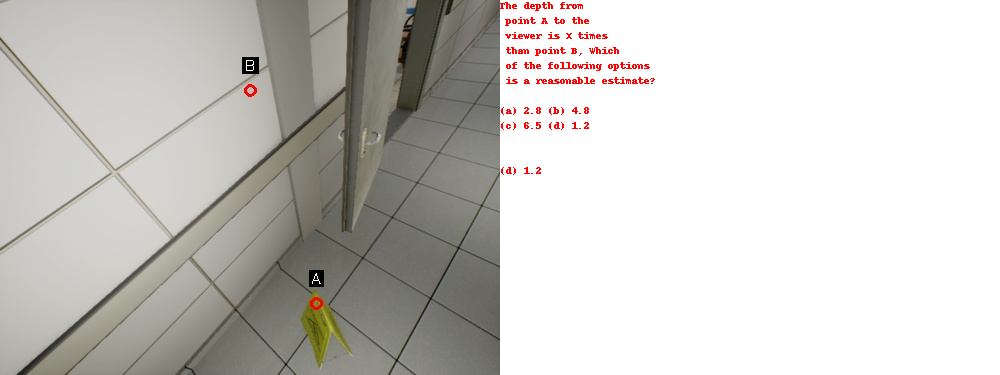 The depth from
point A to the
viewer is X times
than point B, Which
of the following options
is a reasonable estimate?
(a) 2.8 (b) 4.8
(c) 6.5 (d) 1.2
(d) 1.2
B
A